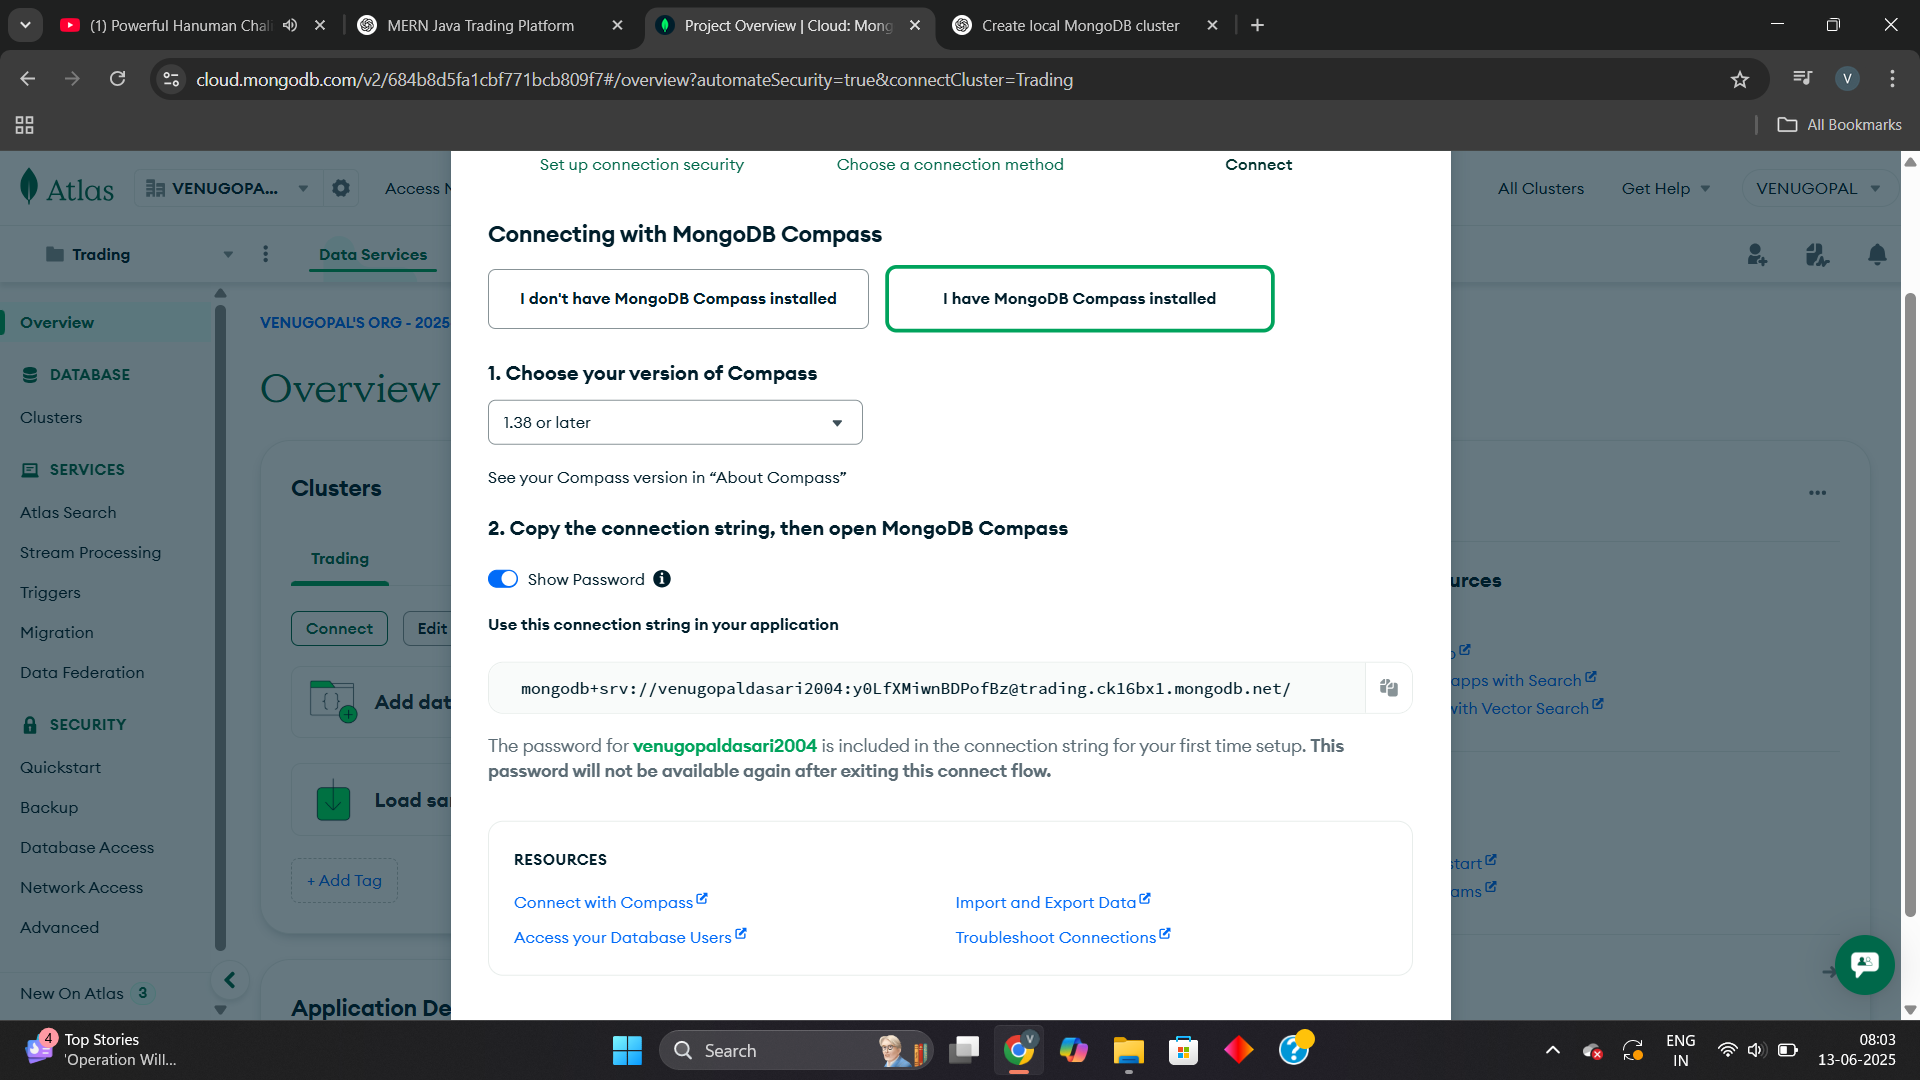 (1) Powerful Hanuman Chali
MERN Java Trading Platform
Project Overview | Cloud: Mong
Create local MongoDB cluster
cloud.mongodb.com/v2/684b8d5fa1cbf771bcb809f7#/overview?automateSecurity=true&connectCluster=Trading
V
All Bookmarks
Atlas
VENUGOPA...
Access N
Set up connection security
Choose a connection method
Connect
All Clusters
Get Help
VENUGOPAL
Trading
Data Services
Overview
DATABASE
Clusters
SERVICES
Atlas Search
Stream Processing
Triggers
Migration
Data Federation
SECURITY
Quickstart
Backup
Database Access
Network Access
Advanced
New On Atlas 3
VENUGOPAL'S ORG - 2025
Overview
Clusters
Trading
Connect
Edit
Add dat
Load sa
+ Add Tag
Application De
Connecting with MongoDB Compass
I don't have MongoDB Compass installed
I have MongoDB Compass installed
1. Choose your version of Compass
1.38 or later
See your Compass version in “About Compass”
2. Copy the connection string, then open MongoDB Compass
Show Password
Use this connection string in your application
mongodb+srv://venugopaldasari2004:y0LfXMiwnBDPofBz@trading.ck16bx1.mongodb.net/
The password for venugopaldasari2004 is included in the connection string for your first time setup. This
password will not be available again after exiting this connect flow.
RESOURCES
Connect with Compass
Import and Export Data
Access your Database Users
Troubleshoot Connections
urces
apps with Search
with Vector Search
start
ams
4
Top Stories
'Operation Will...
Search
V
ENG
IN
08:03
13-06-2025